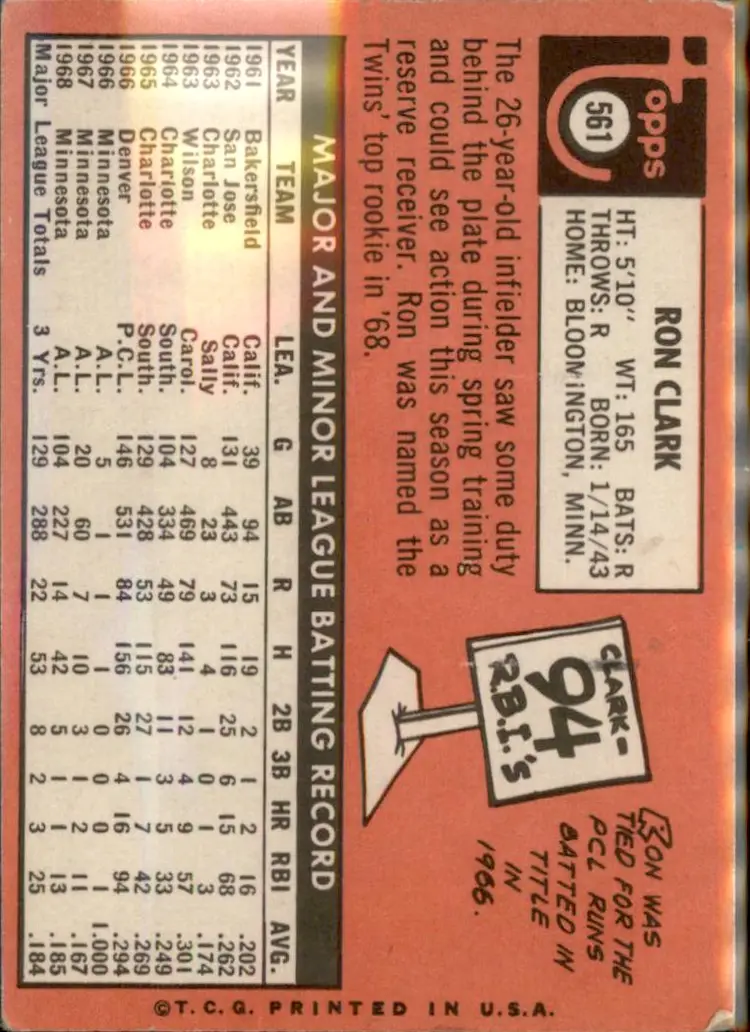 Topps
561
RON CLARK
HT: 5'10" WT: 165 BATS: R
THROWS: R BORN: 1/14/43
HOME: BLOOMINGTON, MINN.
The 26-year-old infielder saw some duty
behind the plate during spring training
and could see action this season as a
reserve receiver. Ron was named the
Twins' top rookie in '68.
CLARK-
94
R.B.I.'s
RON WAS
TIED FOR THE
PCL RUNS
BATTED IN
TITLE
IN
1966.
MAJOR AND MINOR LEAGUE BATTING RECORD
YEAR TEAM LEA. G AB R H 2B 3B HR RBI AVG.
1961 Bakersfield Calif. 39 94 15 19 2 1 2 16 .202
1962 San Jose Calif. 131 443 73 116 25 6 15 68 .262
1963 Charlotte Sally 8 23 3 4 1 0 1 3 .174
1963 Wilson Carol. 127 469 79 141 12 4 9 57 .301
1964 Charlotte South. 104 334 49 83 11 3 5 33 .249
1965 Charlotte South. 129 428 53 115 27 1 7 42 .269
1966 Denver P.C.L. 146 531 84 156 26 4 16 94 .294
1966 Minnesota A.L. 5 1 1 1 0 0 0 1 1.000
1967 Minnesota A.L. 20 60 7 10 3 1 2 11 .167
1968 Minnesota A.L. 104 227 14 42 5 1 1 13 .185
Major League Totals 3 Yrs. 129 288 22 53 8 2 3 25 .184
©T.C.G. PRINTED IN U.S.A.